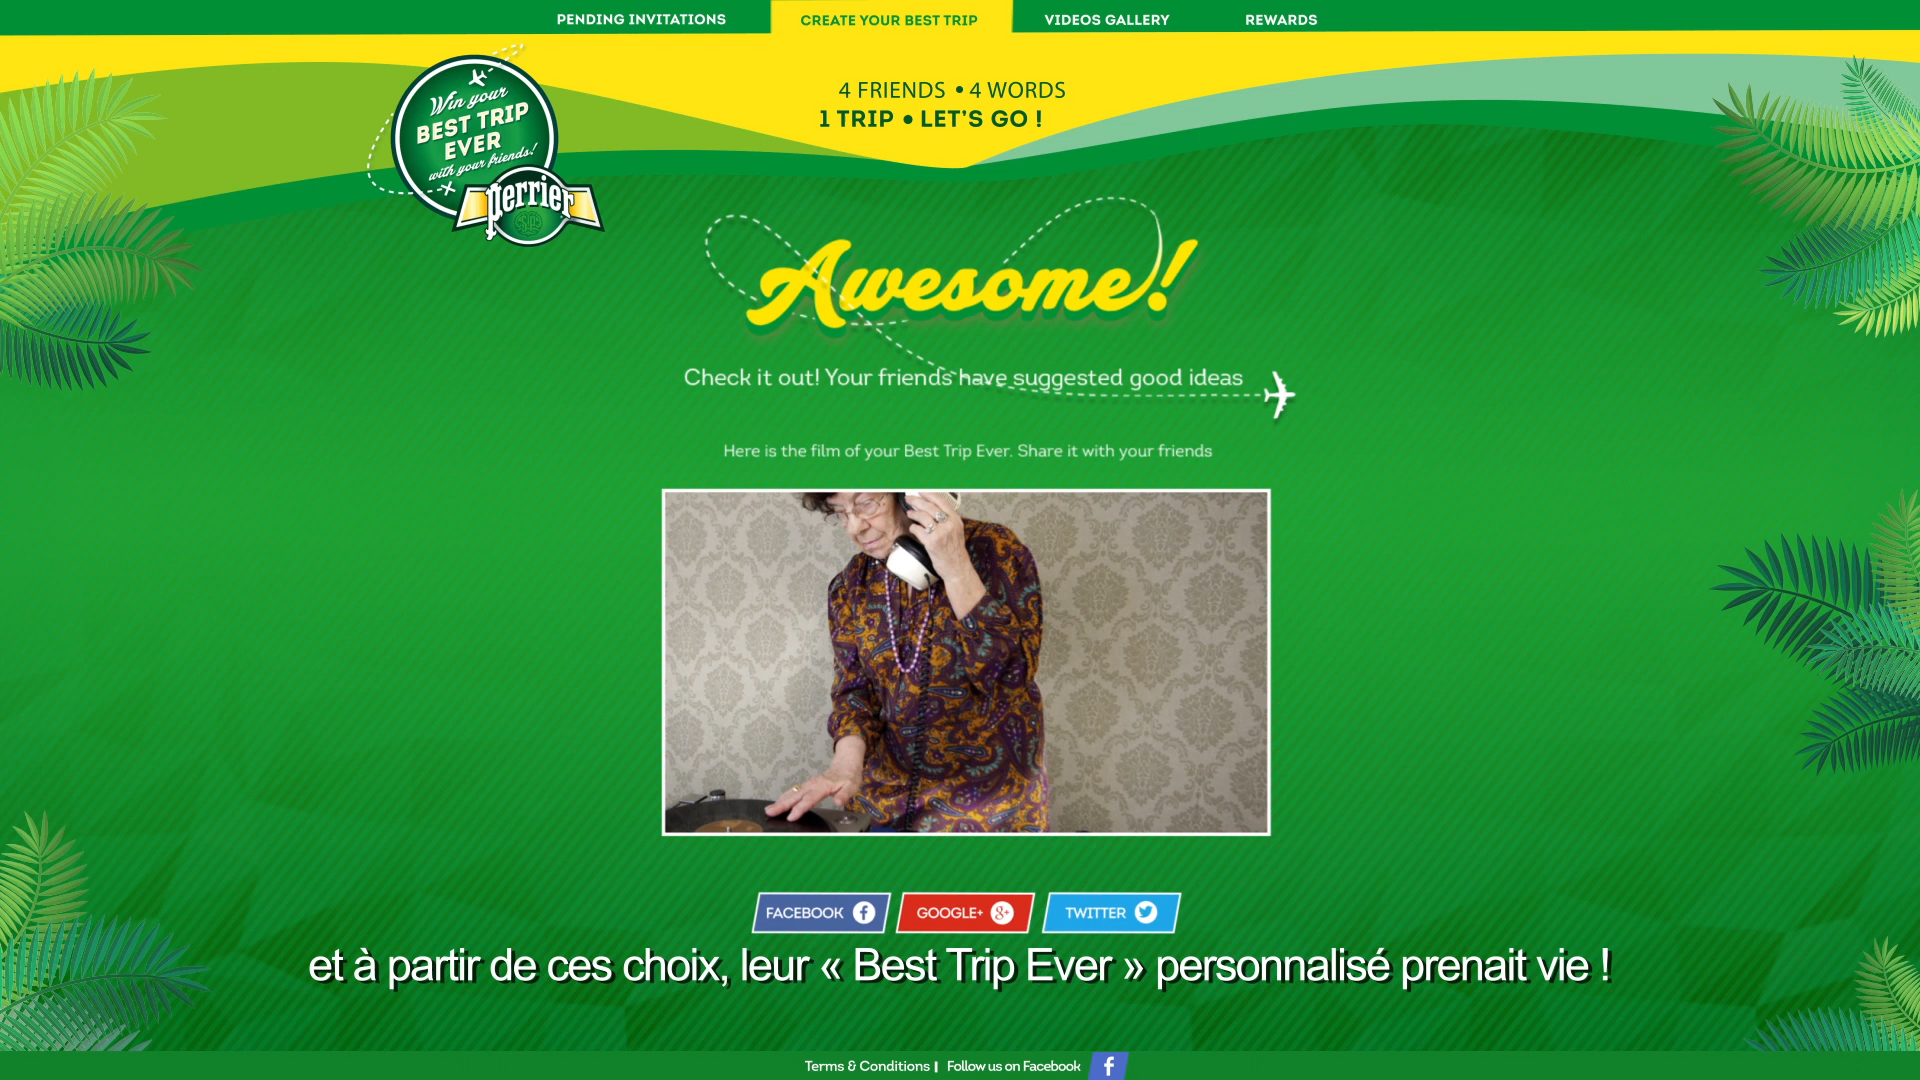 PENDING INVITATIONS
CREATE YOUR BEST TRIP
VIDEOS GALLERY
REWARDS
4 FRIENDS • 4 WORDS
1 TRIP • LET'S GO !
Win your
BEST TRIP
EVER
with your friends!
perrier
Awesome!
Check it out! Your friends have suggested good ideas
Here is the film of your Best Trip Ever. Share it with your friends
FACEBOOK f
GOOGLE+ g+
TWITTER
et à partir de ces choix, leur « Best Trip Ever » personnalisé prenait vie !
Terms & Conditions | Follow us on Facebook f